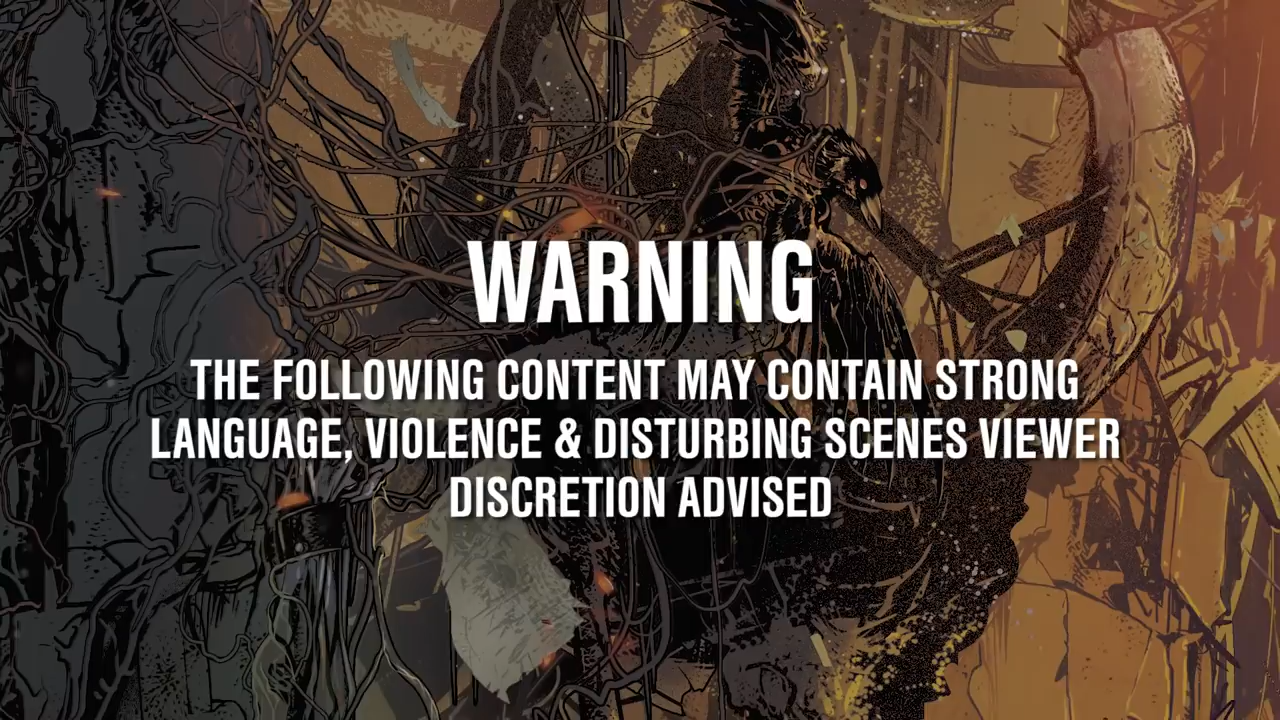 WARNING
THE FOLLOWING CONTENT MAY CONTAIN STRONG
LANGUAGE, VIOLENCE & DISTURBING SCENES VIEWER
DISCRETION ADVISED